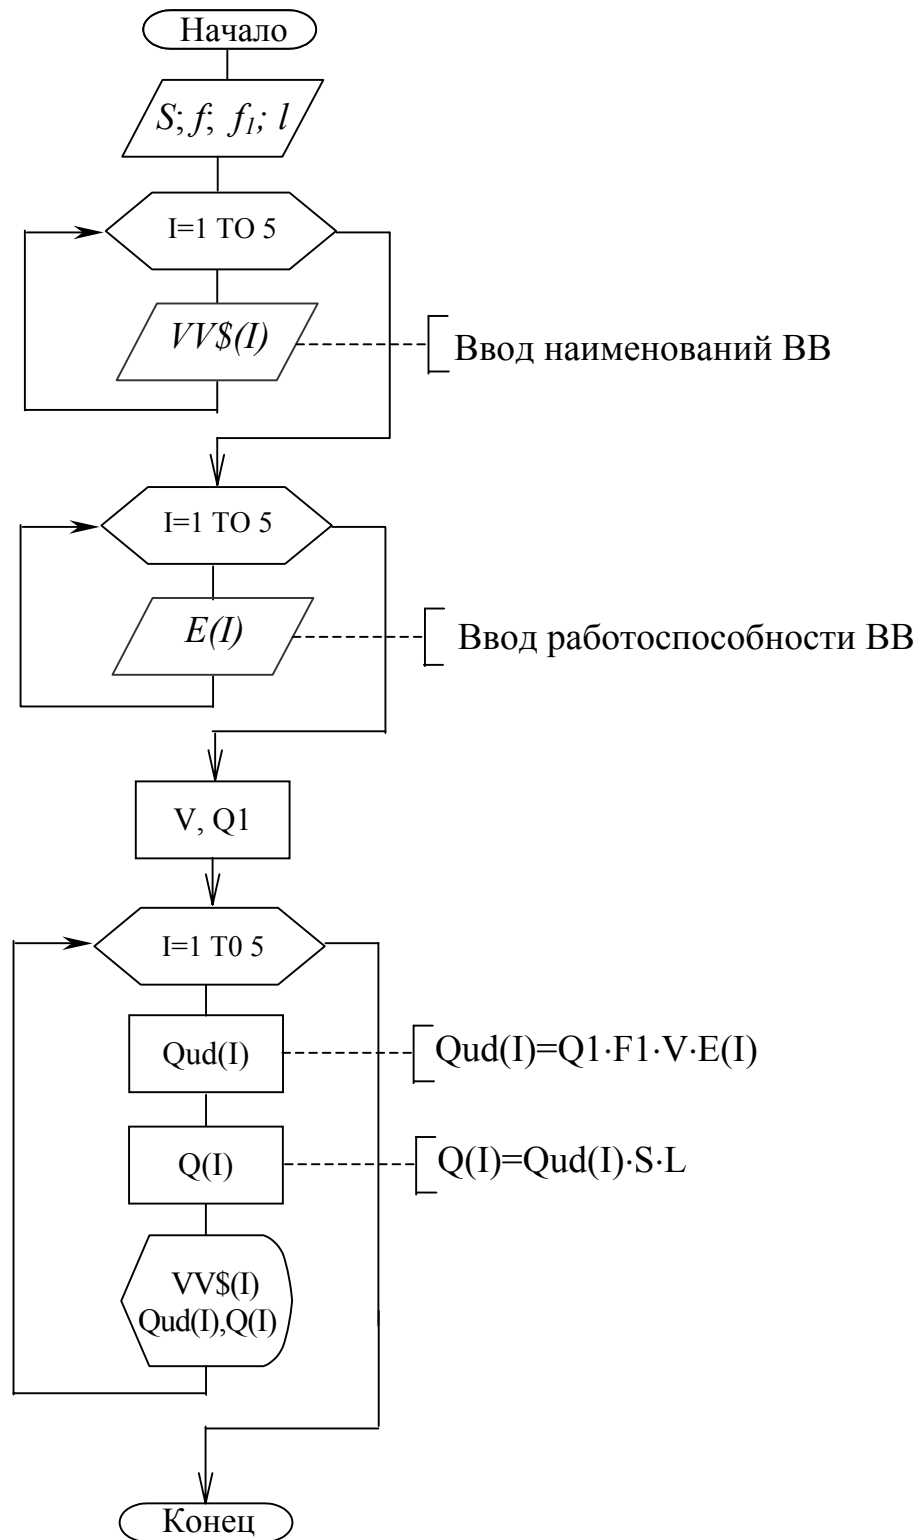 Начало
S; f; f1; l
I=1 TO 5
VV$(I)
Ввод наименований ВВ
I=1 TO 5
E(I)
Ввод работоспособности ВВ
V, Q1
I=1 T0 5
Qud(I)
Qud(I)=Q1·F1·V·E(I)
Q(I)
Q(I)=Qud(I)·S·L
VV$(I)
Qud(I),Q(I)
Конец